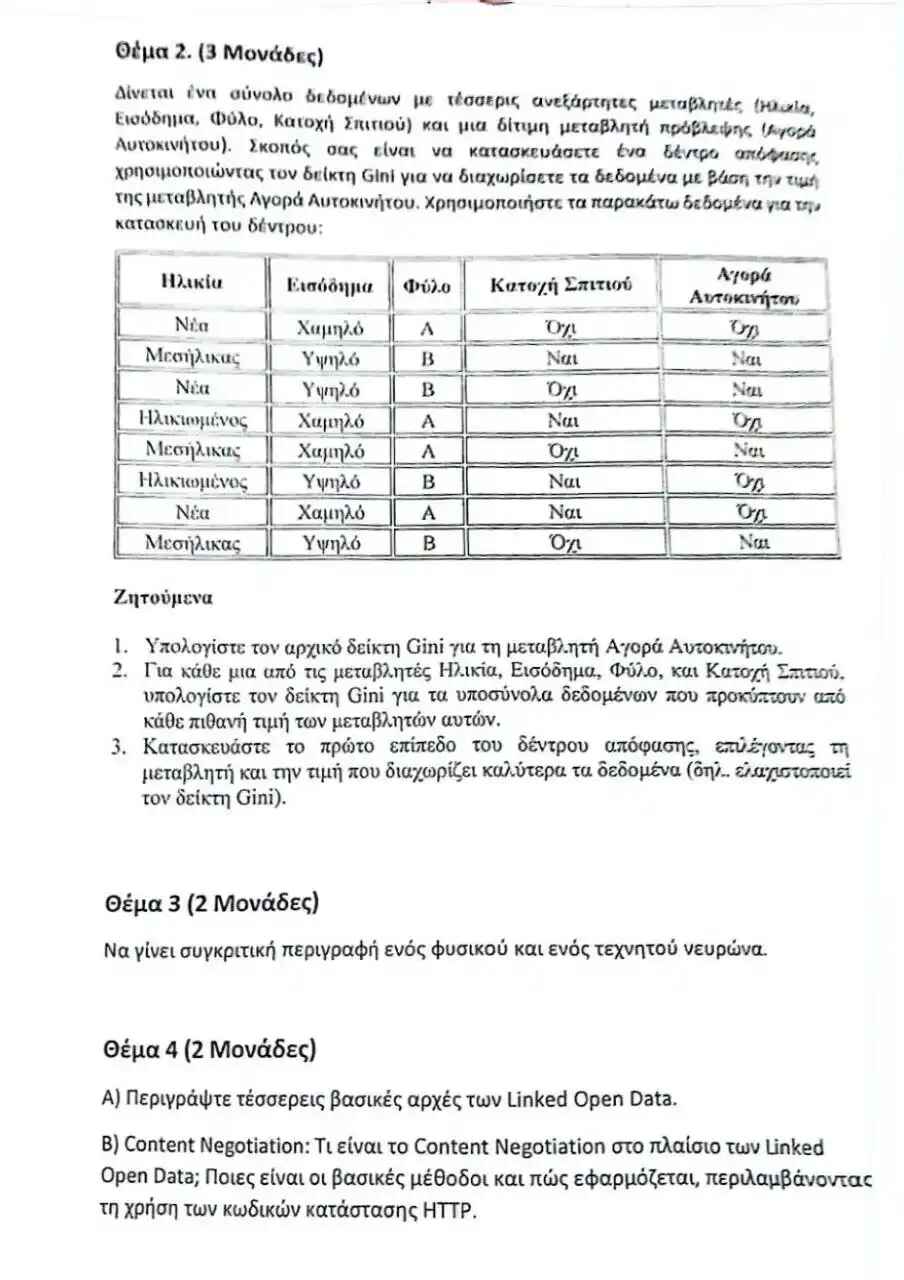 Θέμα 2. (3 Μονάδες)
Δίνεται ένα σύνολο δεδομένων με τέσσερις ανεξάρτητες μεταβλητές (Ηλικία,
Εισόδημα, Φύλο, Κατοχή Σπιτιού) και μια δίτιμη μεταβλητή πρόβλεψης (Αγορά
Αυτοκινήτου). Σκοπός σας είναι να κατασκευάσετε ένα δέντρο απόφασης,
χρησιμοποιώντας τον δείκτη Gini για να διαχωρίσετε τα δεδομένα με βάση την τιμή
της μεταβλητής Αγορά Αυτοκινήτου. Χρησιμοποιήστε τα παρακάτω δεδομένα για την
κατασκευή του δέντρου:
Ηλικία Εισόδημα Φύλο Κατοχή Σπιτιού Αγορά Αυτοκινήτου
Νέα Χαμηλό Α Όχι Όχι
Μεσήλικας Υψηλό Β Ναι Ναι
Νέα Υψηλό Β Όχι Ναι
Ηλικιωμένος Χαμηλό Α Ναι Όχι
Μεσήλικας Χαμηλό Α Όχι Ναι
Ηλικιωμένος Υψηλό Β Ναι Όχι
Νέα Χαμηλό Α Ναι Όχι
Μεσήλικας Υψηλό Β Όχι Ναι
Ζητούμενα
1. Υπολογίστε τον αρχικό δείκτη Gini για τη μεταβλητή Αγορά Αυτοκινήτου.
2. Για κάθε μια από τις μεταβλητές Ηλικία, Εισόδημα, Φύλο, και Κατοχή Σπιτιού,
υπολογίστε τον δείκτη Gini για τα υποσύνολα δεδομένων που προκύπτουν από
κάθε πιθανή τιμή των μεταβλητών αυτών.
3. Κατασκευάστε το πρώτο επίπεδο του δέντρου απόφασης, επιλέγοντας τη
μεταβλητή και την τιμή που διαχωρίζει καλύτερα τα δεδομένα (δηλ. ελαχιστοποιεί
τον δείκτη Gini).
Θέμα 3 (2 Μονάδες)
Να γίνει συγκριτική περιγραφή ενός φυσικού και ενός τεχνητού νευρώνα.
Θέμα 4 (2 Μονάδες)
Α) Περιγράψτε τέσσερεις βασικές αρχές των Linked Open Data.
Β) Content Negotiation: Τι είναι το Content Negotiation στο πλαίσιο των Linked
Open Data; Ποιες είναι οι βασικές μέθοδοι και πώς εφαρμόζεται, περιλαμβάνοντας
τη χρήση των κωδικών κατάστασης HTTP.